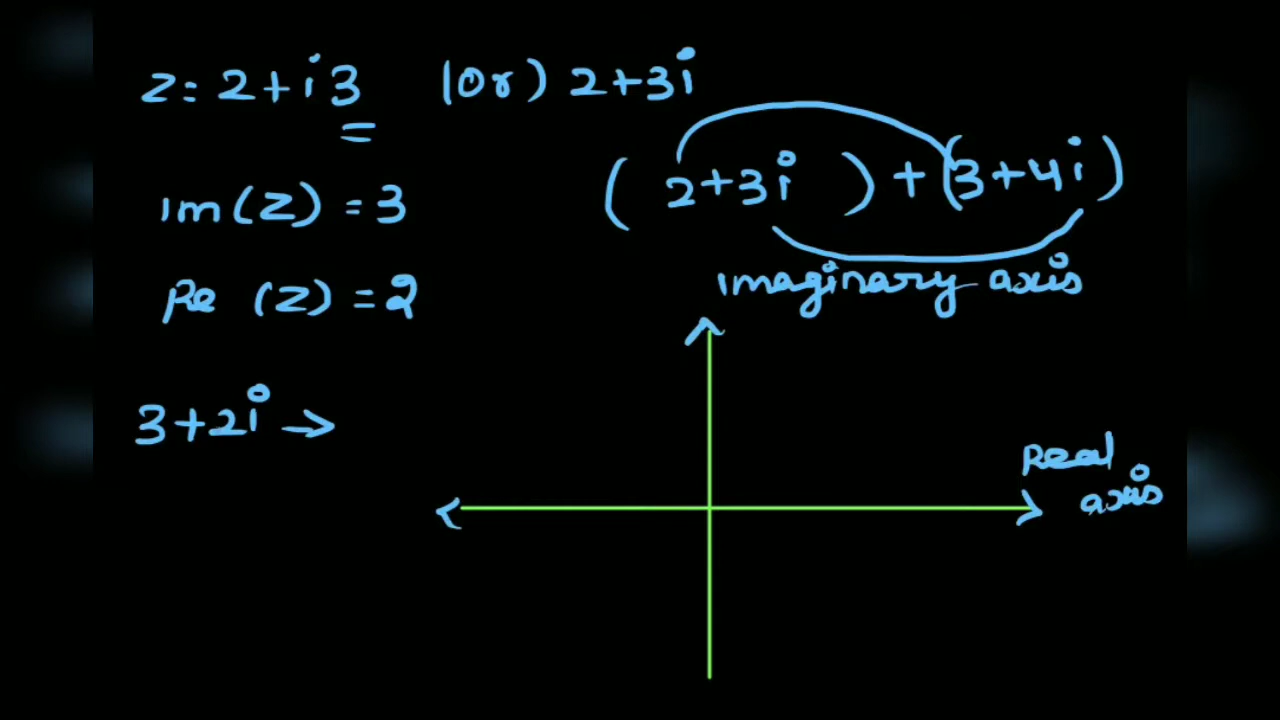 z = 2+i3 (or) 2+3i
(2+3i) + (3+4i)
im(z) = 3
Re (z) = 2
imaginary axis
3+2i →
Real
axis